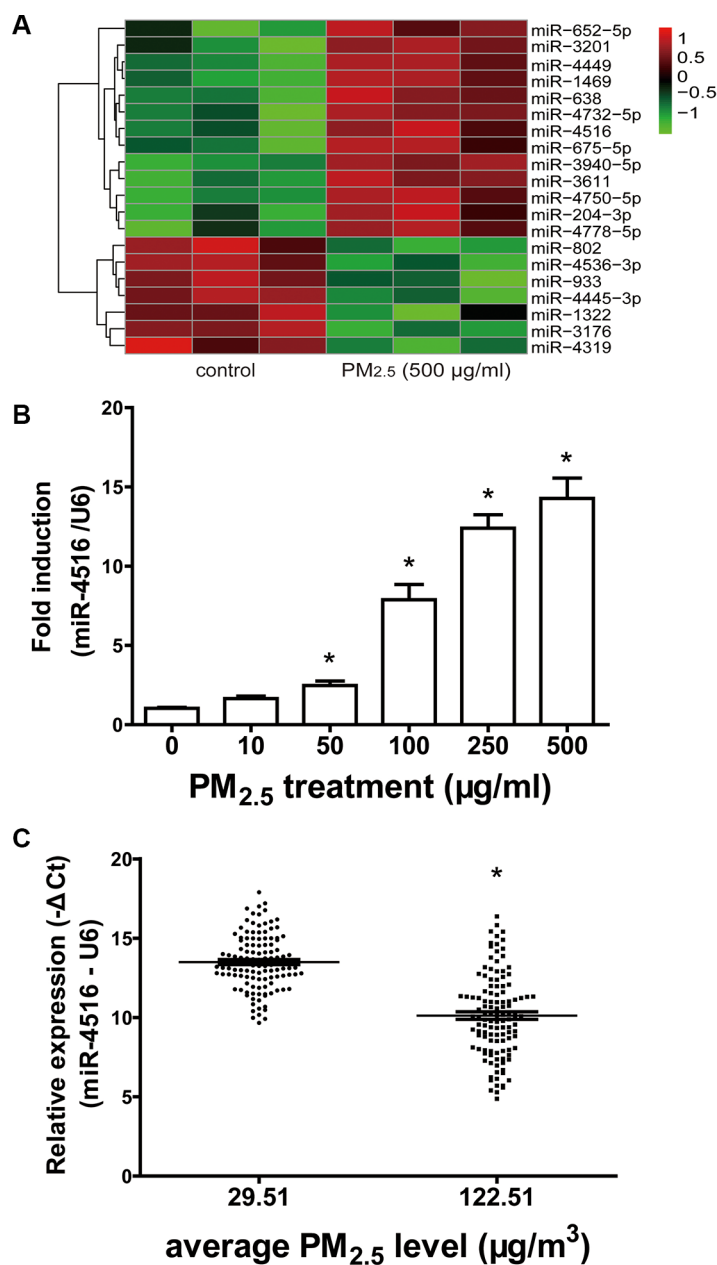 A
miR−652−5p
miR−3201
miR−4449
miR−1469
miR−638
miR−4732−5p
miR−4516
miR−675−5p
miR−3940−5p
miR−3611
miR−4750−5p
miR−204−3p
miR−4778−5p
miR−802
miR−4536−3p
miR−933
miR−4445−3p
miR−1322
miR−3176
miR−4319
1
0.5
0
−0.5
−1
control PM2.5 (500 µg/ml)
B
Fold induction
(miR-4516 /U6)
20
15
10
5
0
* * * *
0 10 50 100 250 500
PM2.5 treatment (µg/ml)
C
Relative expression (-ΔCt)
(miR-4516 - U6)
20
15
10
5
0
*
29.51 122.51
average PM2.5 level (µg/m³)